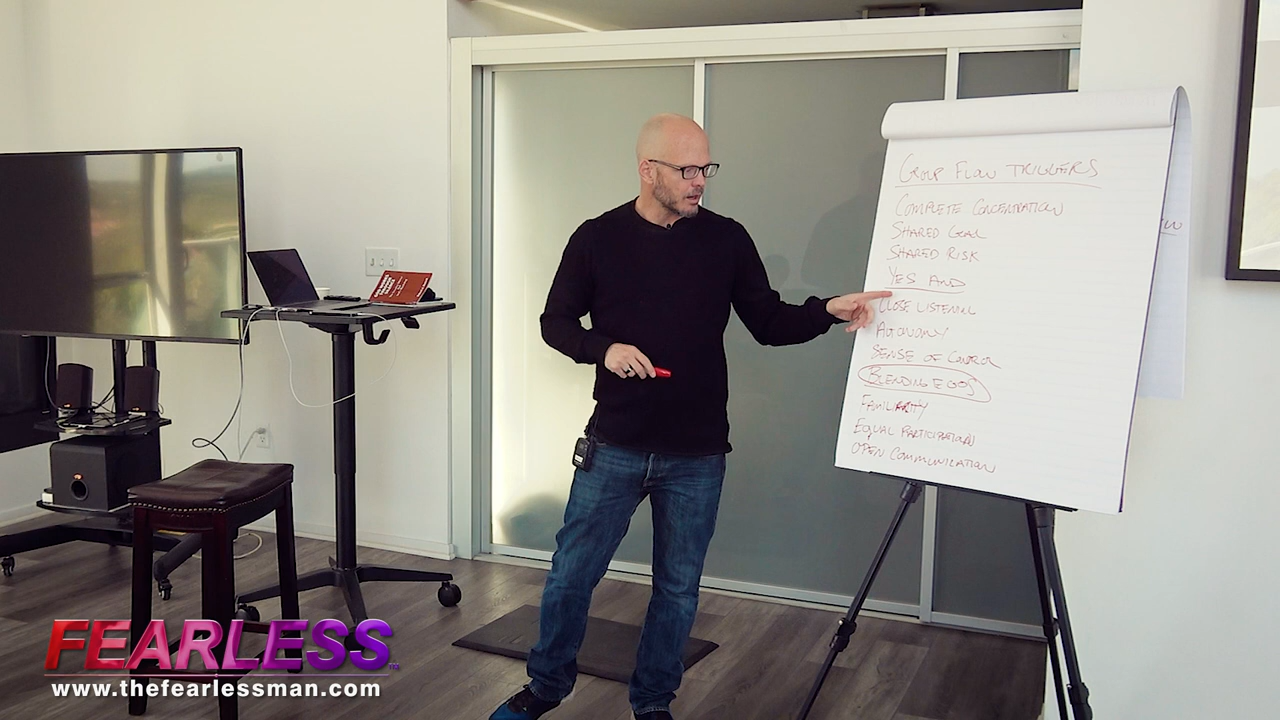 GROUP FLOW TRIGGERS
COMPLETE CONCENTRATION
SHARED GOAL
SHARED RISK
YES AND
CLOSE LISTENING
AUTONOMY
SENSE OF CONTROL
BLENDING EGOS
FAMILIARITY
EQUAL PARTICIPATION
OPEN COMMUNICATION
FEARLESS
www.thefearlessman.com